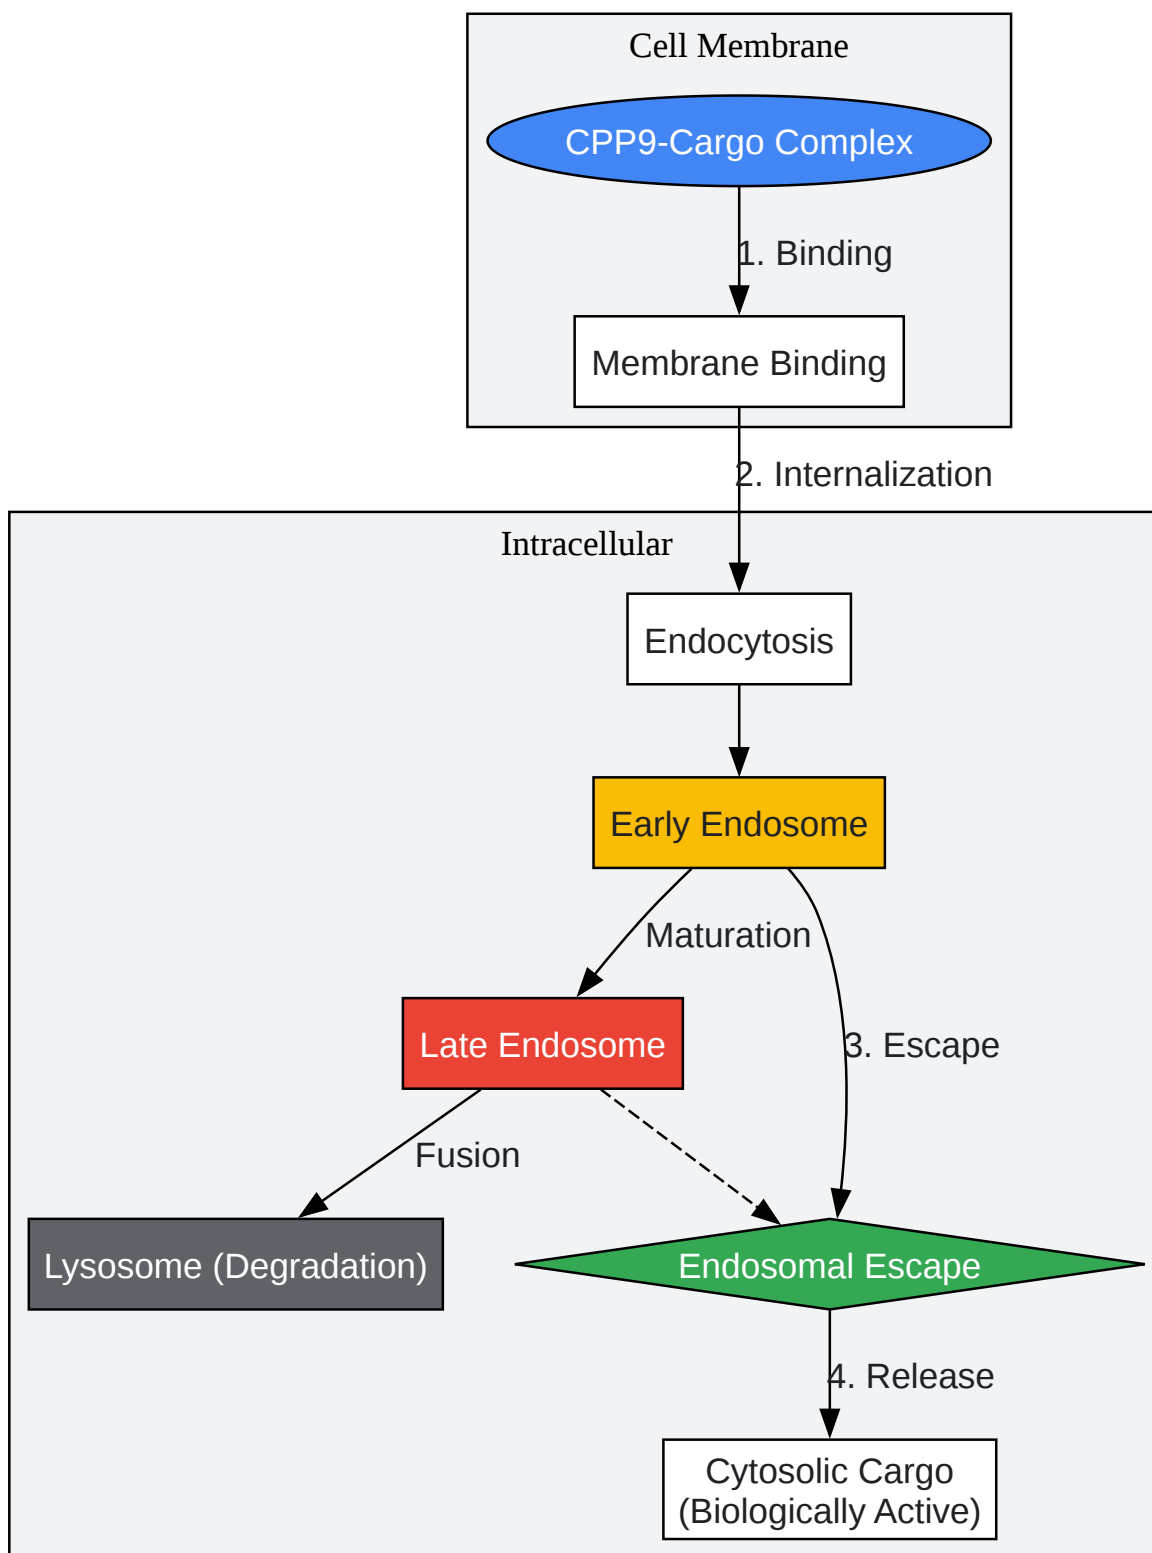 Cell Membrane
CPP9-Cargo Complex
1. Binding
Membrane Binding
2. Internalization
Intracellular
Endocytosis
Early Endosome
Maturation
Late Endosome
3. Escape
Fusion
Lysosome (Degradation)
Endosomal Escape
4. Release
Cytosolic Cargo
(Biologically Active)